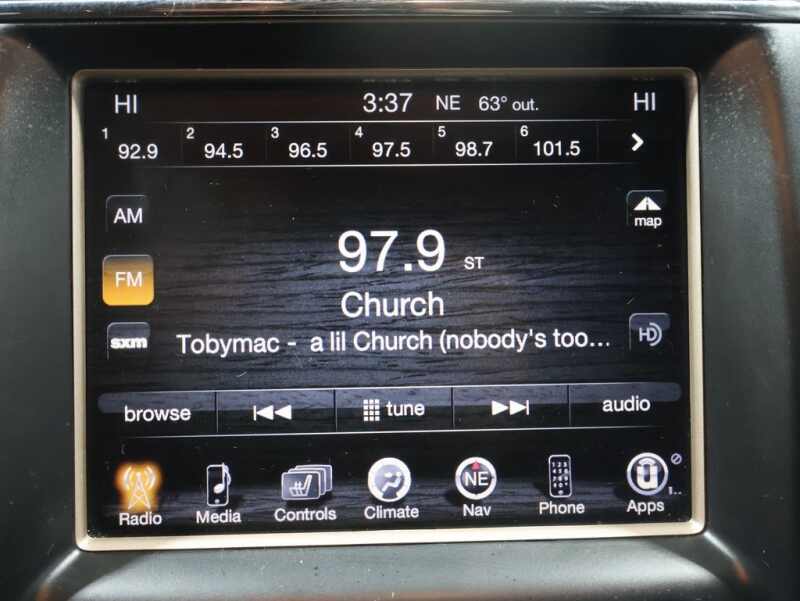 HI 3:37 NE 63° out. HI
1 92.9 2 94.5 3 96.5 4 97.5 5 98.7 6 101.5
AM
map
97.9 ST
FM
Church
sxm Tobymac - a lil Church (nobody's too... HD
browse tune audio
NE
Radio Media Controls Climate Nav Phone Apps